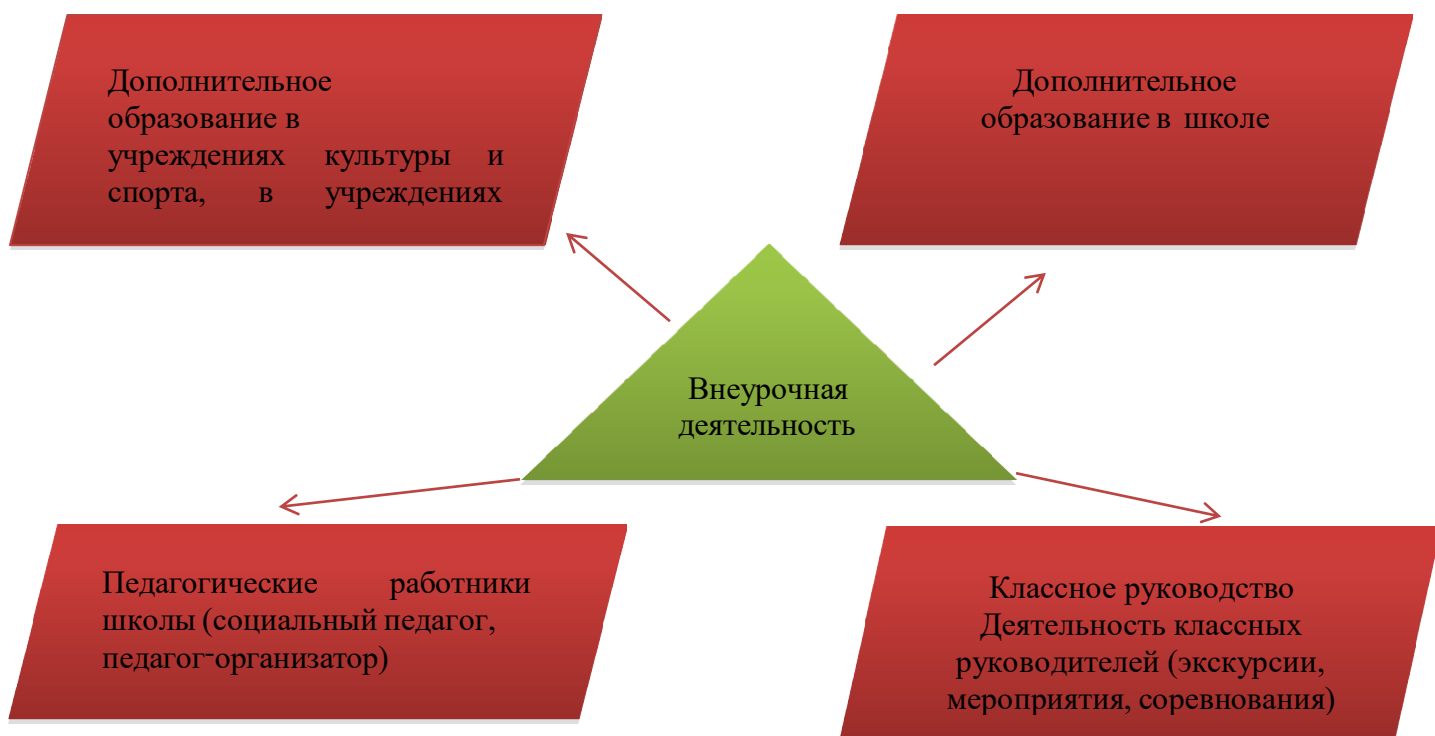 Дополнительное
образование в
учреждениях культуры и
спорта, в учреждениях
Дополнительное
образование в школе
Внеурочная
деятельность
Педагогические работники
школы (социальный педагог,
педагог-организатор)
Классное руководство
Деятельность классных
руководителей (экскурсии,
мероприятия, соревнования)